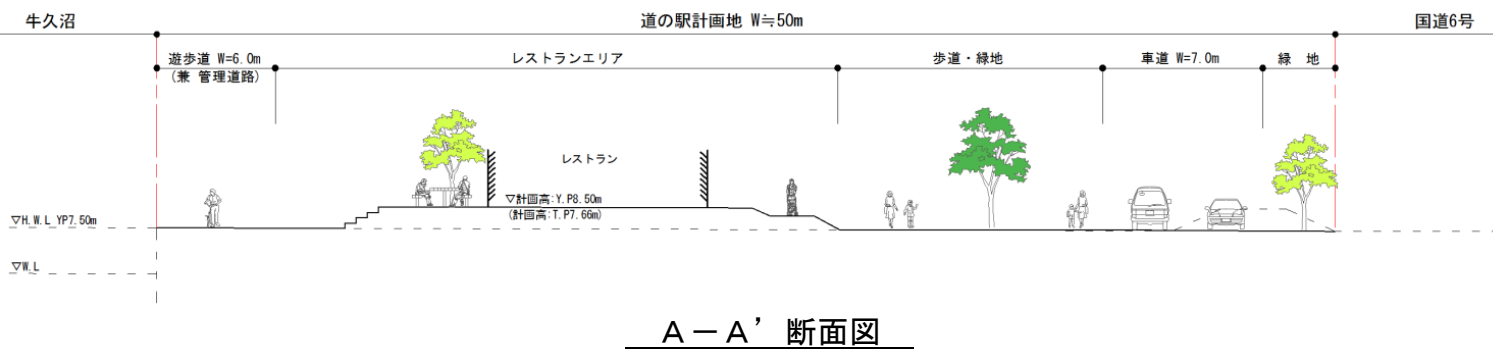 牛久沼
道の駅計画地 W≒50m
国道6号
遊歩道 W=6.0m
(兼 管理道路)
レストランエリア
歩道・緑地
車道 W=7.0m
緑 地
レストラン
▽計画高:Y.P8.50m
(計画高:T.P7.66m)
▽H.W.L YP7.50m
▽W.L
A-A’断面図